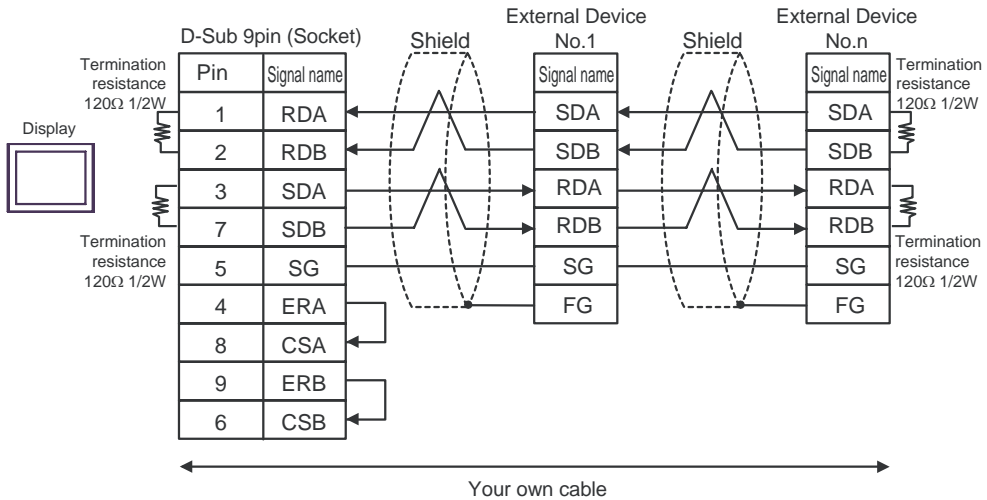 External Device
No.1
External Device
No.n
D-Sub 9pin (Socket)
Shield
Shield
Termination
resistance
120Ω 1/2W
Pin Signal name
Signal name
Signal name
Termination
resistance
120Ω 1/2W
1 RDA SDA SDA
Display
2 RDB SDB SDB
3 SDA RDA RDA
7 SDB RDB RDB
Termination
resistance
120Ω 1/2W
Termination
resistance
120Ω 1/2W
5 SG SG SG
4 ERA FG FG
8 CSA
9 ERB
6 CSB
Your own cable